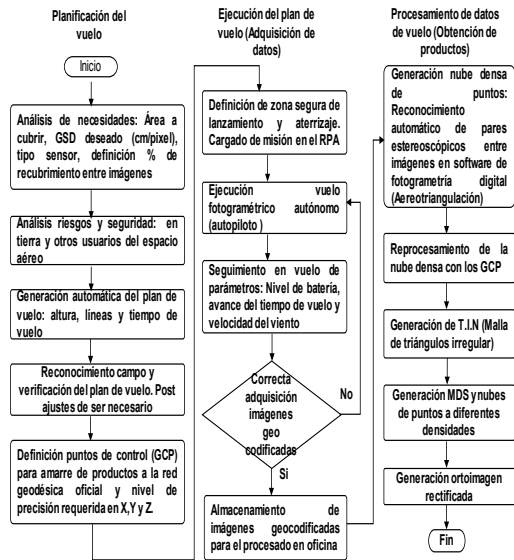 Planificación del
vuelo
Inicio
Análisis de necesidades: Área a
cubrir, GSD deseado (cm/pixel),
tipo sensor, definición % de
recubrimiento entre imágenes
Análisis riesgos y seguridad: en
tierra y otros usuarios del espacio
aéreo
Generación automática del plan de
vuelo: altura, líneas y tiempo de
vuelo
Reconocimiento campo y
verificación del plan de vuelo. Post
ajustes de ser necesario
Definición puntos de control (GCP)
para amarre de productos a la red
geodésica oficial y nivel de
precisión requerida en X,Y y Z.
Ejecución del plan de
vuelo (Adquisición de
datos)
Definición de zona segura de
lanzamiento y aterrizaje.
Cargado de misión en el RPA
Ejecución vuelo
fotogramétrico autónomo
(autopiloto )
Seguimiento en vuelo de
parámetros: Nivel de batería,
avance del tiempo de vuelo y
velocidad del viento
Correcta
adquisición
imágenes
geo
codificadas
No
Si
Almacenamiento de
imágenes geocodificadas
para el procesado en oficina
Procesamiento de datos
de vuelo (Obtención de
productos)
Generación nube densa
de puntos:
Reconocimiento
automático de pares
estereoscópicos entre
imágenes en software de
fotogrametría digital
(Aereotriangulación)
Reprocesamiento de la
nube densa con los GCP
Generación de T.I.N (Malla
de triángulos irregular)
Generación MDS y nubes
de puntos a diferentes
densidades
Generación ortoimagen
rectificada
Fin